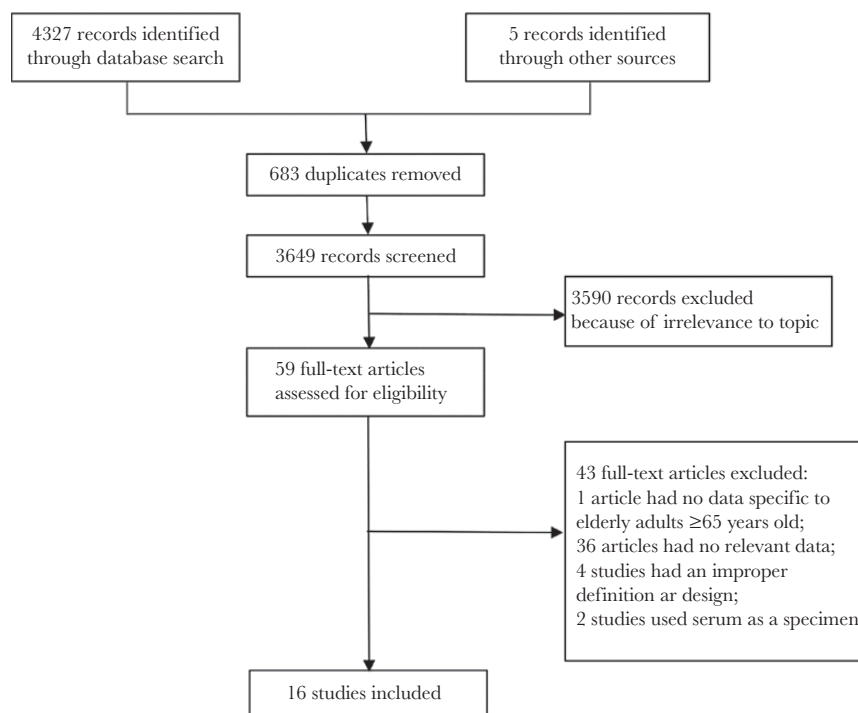 4327 records identified
through database search
5 records identified
through other sources
683 duplicates removed
3649 records screened
3590 records excluded
because of irrelevance to topic
59 full-text articles
assessed for eligibility
43 full-text articles excluded:
1 article had no data specific to
elderly adults ≥65 years old;
36 articles had no relevant data;
4 studies had an improper
definition ar design;
2 studies used serum as a specimen
16 studies included